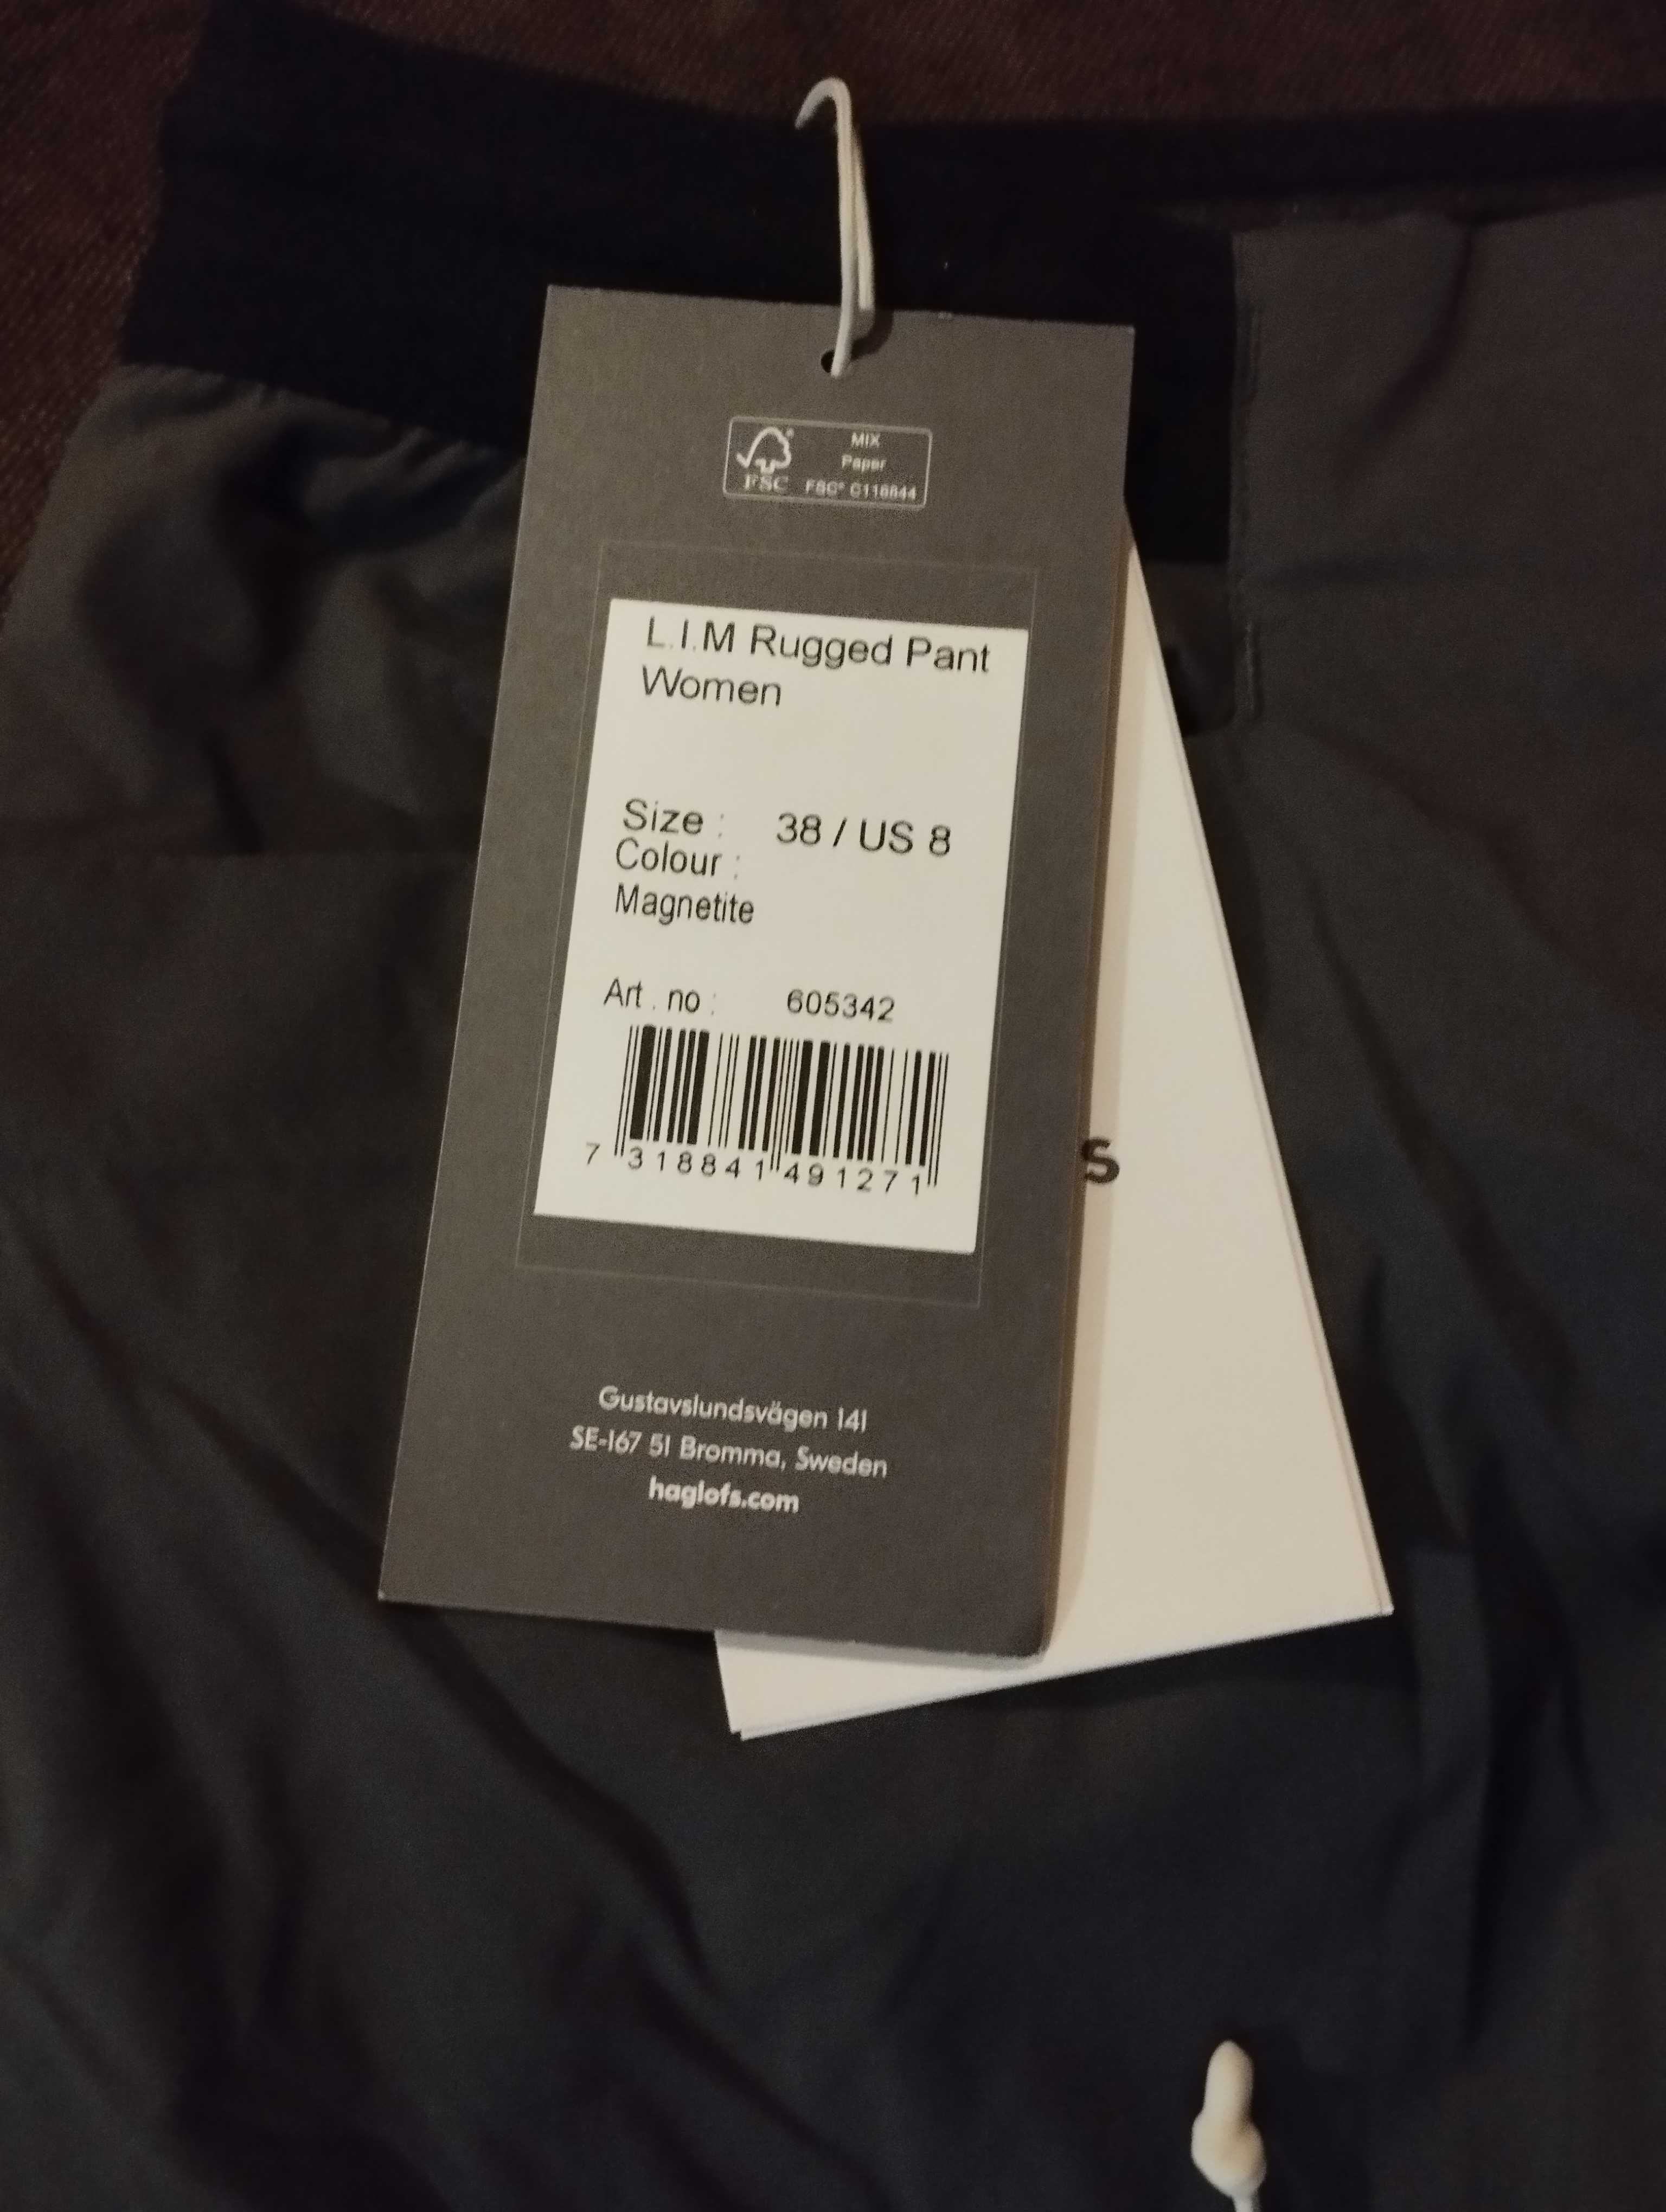 MIX
Paper
FSC® C118844
FSC
L.I.M Rugged Pant
Women
Size : 38 / US 8
Colour :
Magnetite
Art . no : 605342
7 318841 491271
Gustavslundsvägen 141
SE-167 51 Bromma, Sweden
haglofs.com
s